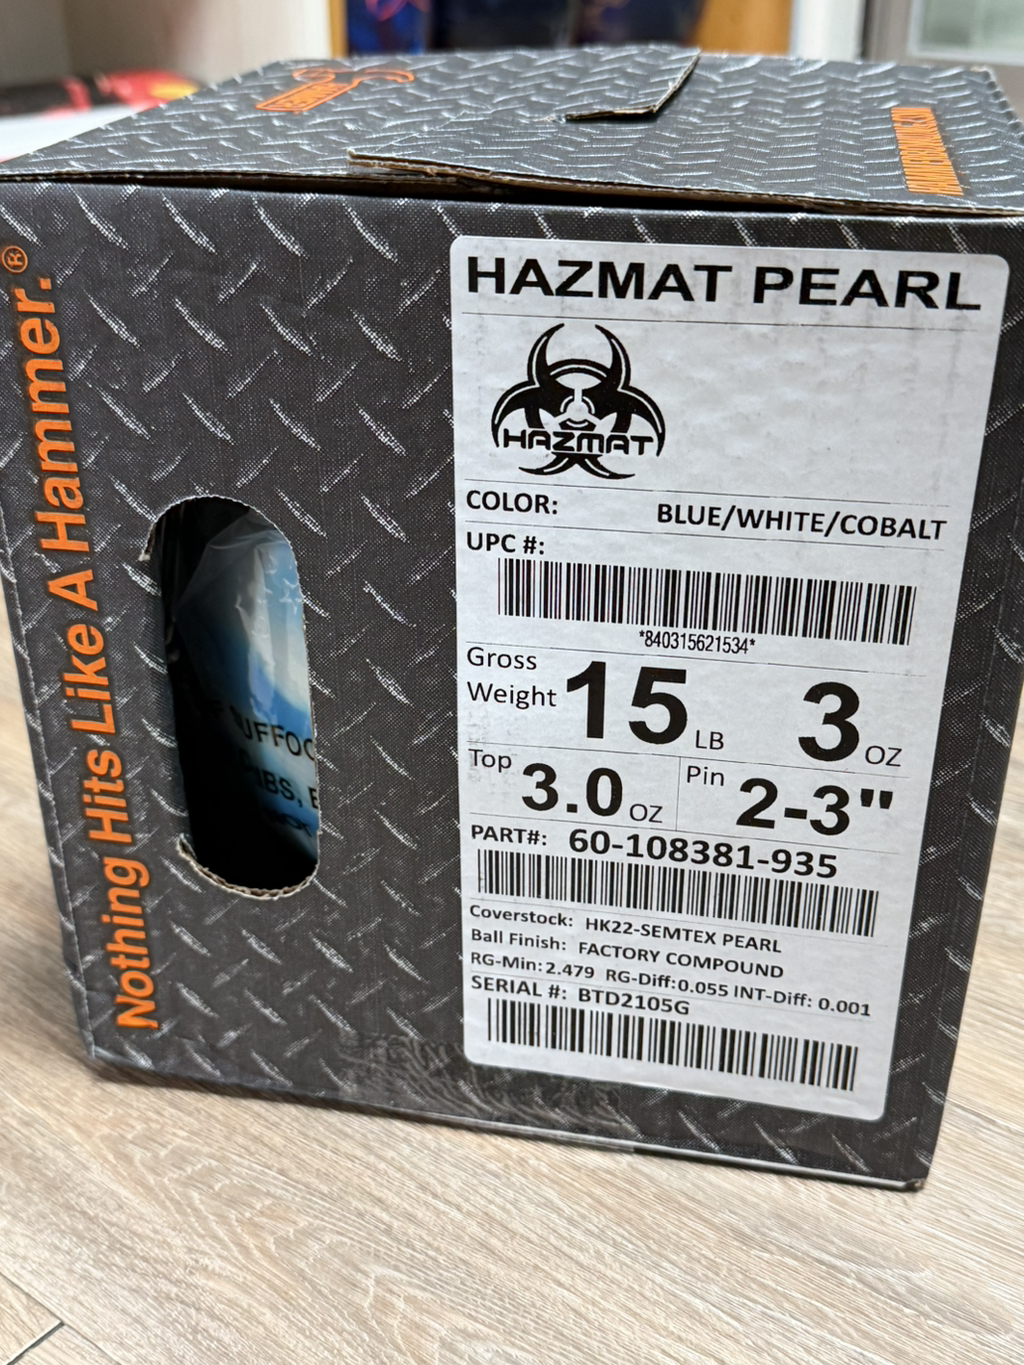 Nothing Hits Like A Hammer.®
HAZMAT PEARL
HAZMAT
COLOR: BLUE/WHITE/COBALT
UPC #:
*840315621534*
Gross Weight 15 LB 3 OZ
Top 3.0 OZ Pin 2-3"
PART#: 60-108381-935
Coverstock: HK22-SEMTEX PEARL
Ball Finish: FACTORY COMPOUND
RG-Min: 2.479 RG-Diff: 0.055 INT-Diff: 0.001
SERIAL #: BTD2105G